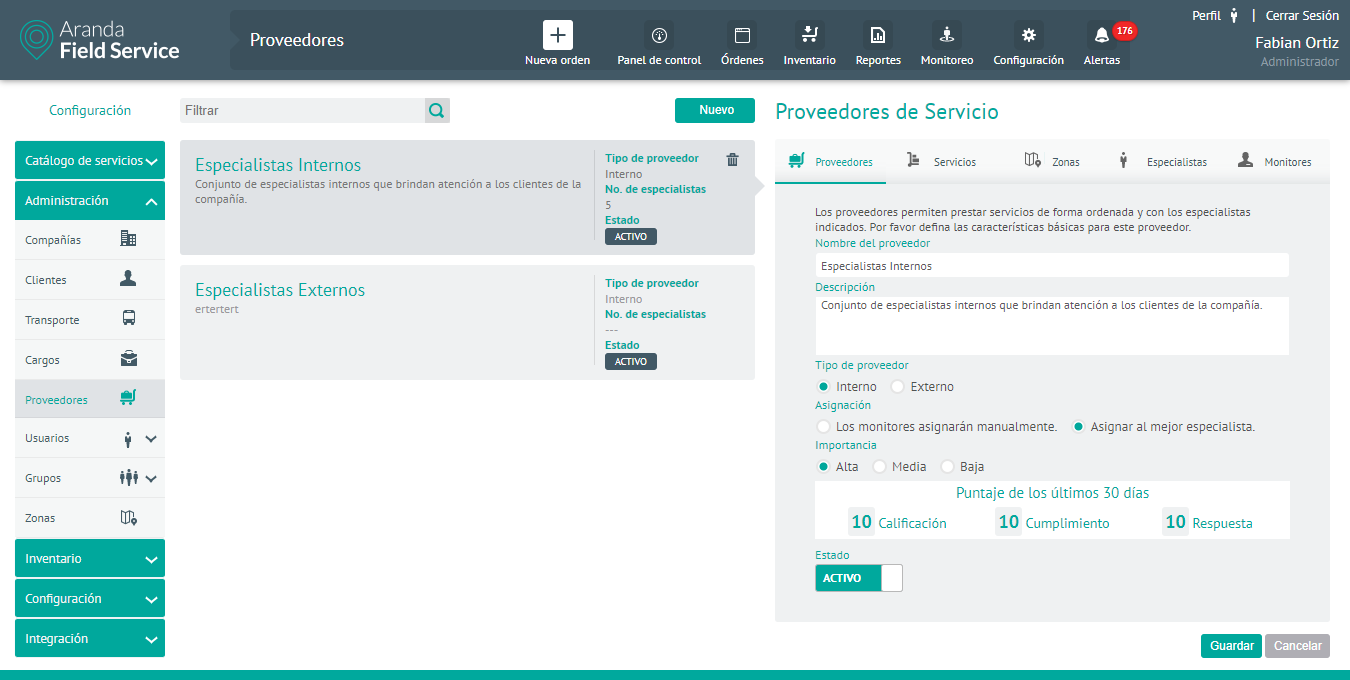 Aranda
Field Service
Proveedores
Nueva orden
Panel de control
Órdenes
Inventario
Reportes
Monitoreo
Configuración
Alertas
176
Perfil | Cerrar Sesión
Fabian Ortiz
Administrador
Configuración
Catálogo de servicios
Administración
Compañías
Clientes
Transporte
Cargos
Proveedores
Usuarios
Grupos
Zonas
Inventario
Configuración
Integración
Filtrar
Nuevo
Especialistas Internos
Conjunto de especialistas internos que brindan atención a los clientes de la
compañía.
Tipo de proveedor
Interno
No. de especialistas
5
Estado
ACTIVO
Especialistas Externos
ertertert
Tipo de proveedor
Interno
No. de especialistas
---
Estado
ACTIVO
Proveedores de Servicio
Proveedores
Servicios
Zonas
Especialistas
Monitores
Los proveedores permiten prestar servicios de forma ordenada y con los especialistas
indicados. Por favor defina las características básicas para este proveedor.
Nombre del proveedor
Especialistas Internos
Descripción
Conjunto de especialistas internos que brindan atención a los clientes de la compañía.
Tipo de proveedor
Interno Externo
Asignación
Los monitores asignarán manualmente. Asignar al mejor especialista.
Importancia
Alta Media Baja
Puntaje de los últimos 30 días
10 Calificación 10 Cumplimiento 10 Respuesta
Estado
ACTIVO
Guardar Cancelar